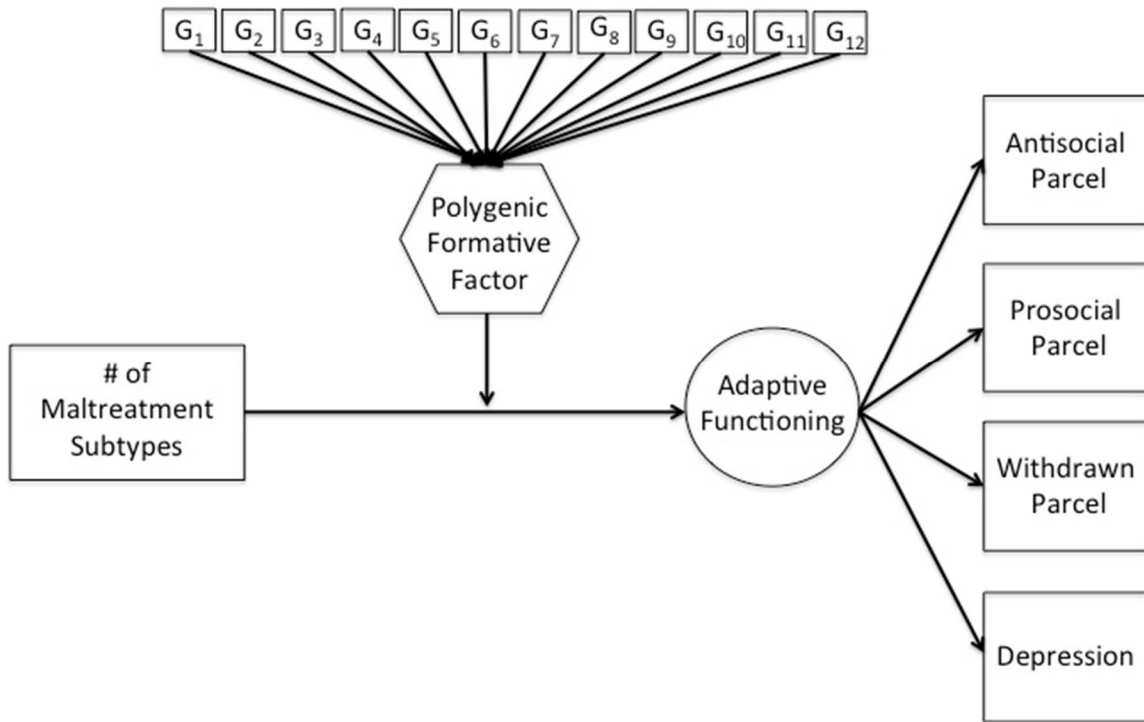 G1 G2 G3 G4 G5 G6 G7 G8 G9 G10 G11 G12
Polygenic
Formative
Factor
# of
Maltreatment
Subtypes
Adaptive
Functioning
Antisocial
Parcel
Prosocial
Parcel
Withdrawn
Parcel
Depression